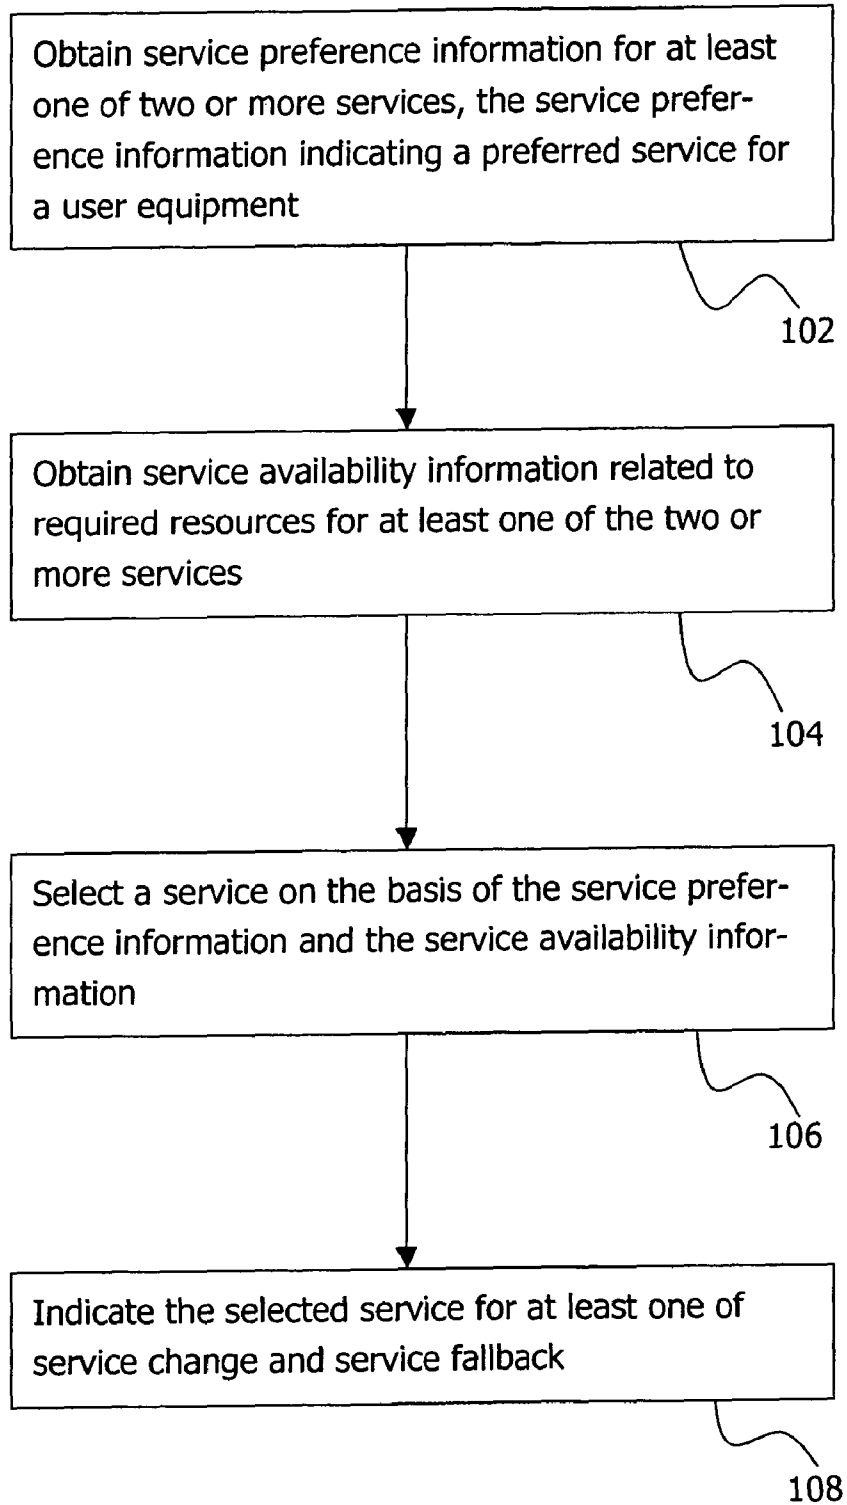 Obtain service preference information for at least
one of two or more services, the service prefer-
ence information indicating a preferred service for
a user equipment
102
Obtain service availability information related to
required resources for at least one of the two or
more services
104
Select a service on the basis of the service prefer-
ence information and the service availability infor-
mation
106
Indicate the selected service for at least one of
service change and service fallback
108